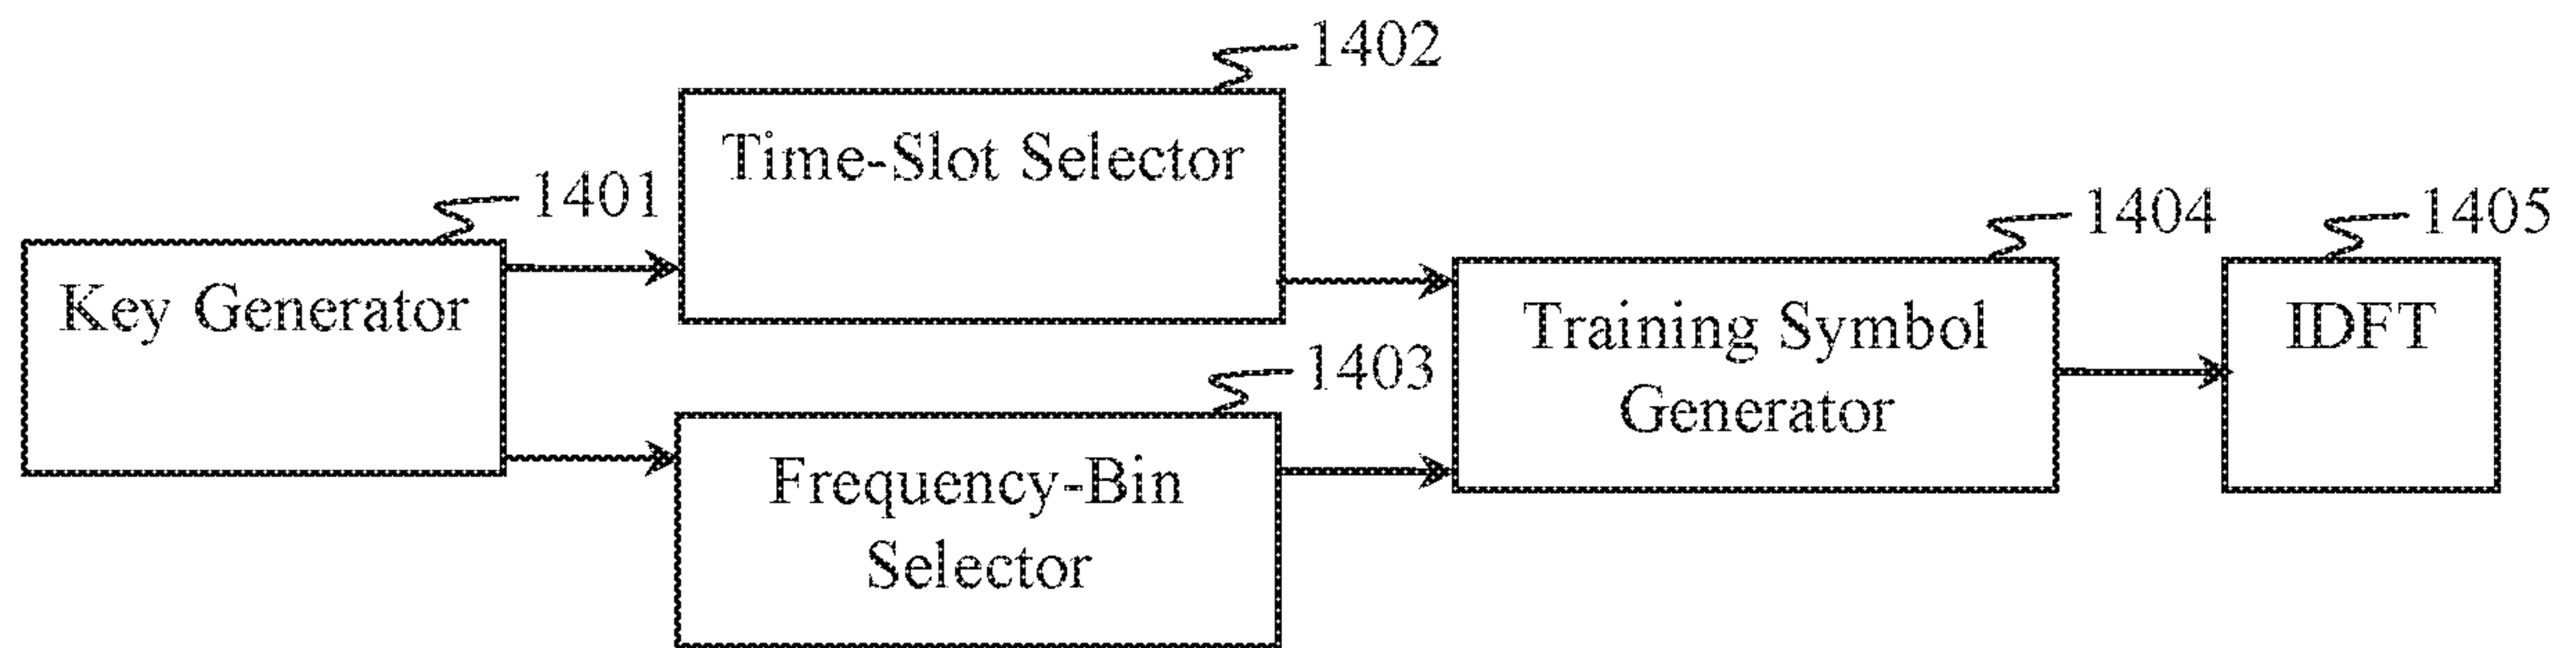 1402
Time-Slot Selector
1401
Key Generator
1404
1405
Training Symbol
Generator
IDFT
1403
Frequency-Bin
Selector